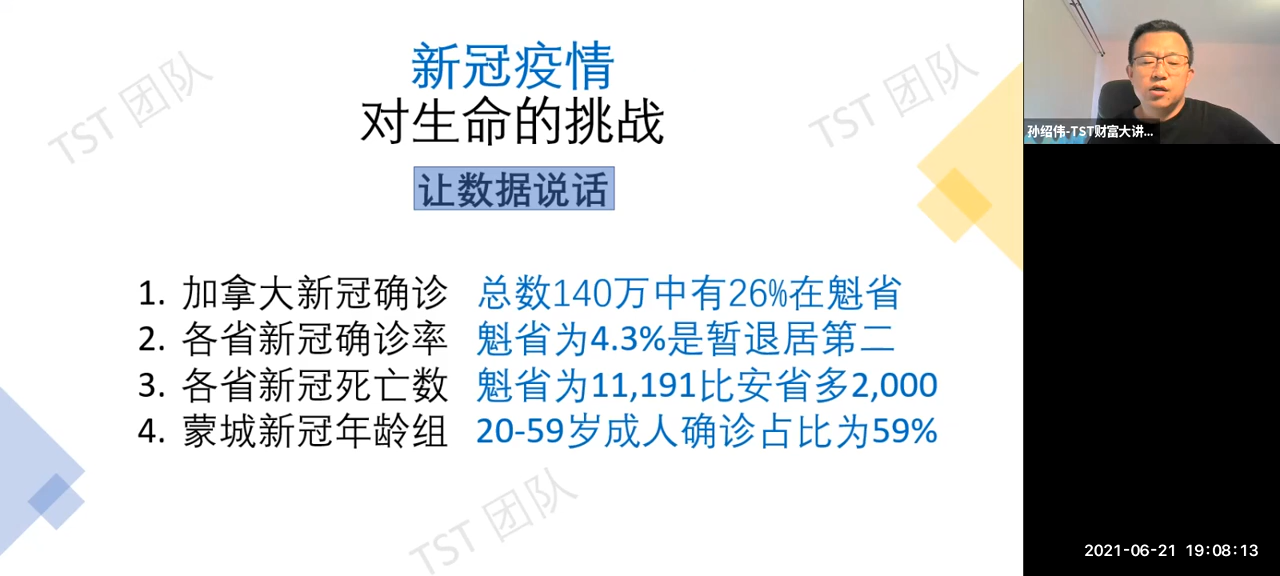 新冠疫情
对生命的挑战
让数据说话
1. 加拿大新冠确诊 总数140万中有26%在魁省
2. 各省新冠确诊率 魁省为4.3%是暂退居第二
3. 各省新冠死亡数 魁省为11,191比安省多2,000
4. 蒙城新冠年龄组 20-59岁成人确诊占比为59%
TST 团队
TST 团队
TST 团队
孙绍伟-TST财富大讲...
2021-06-21 19:08:13